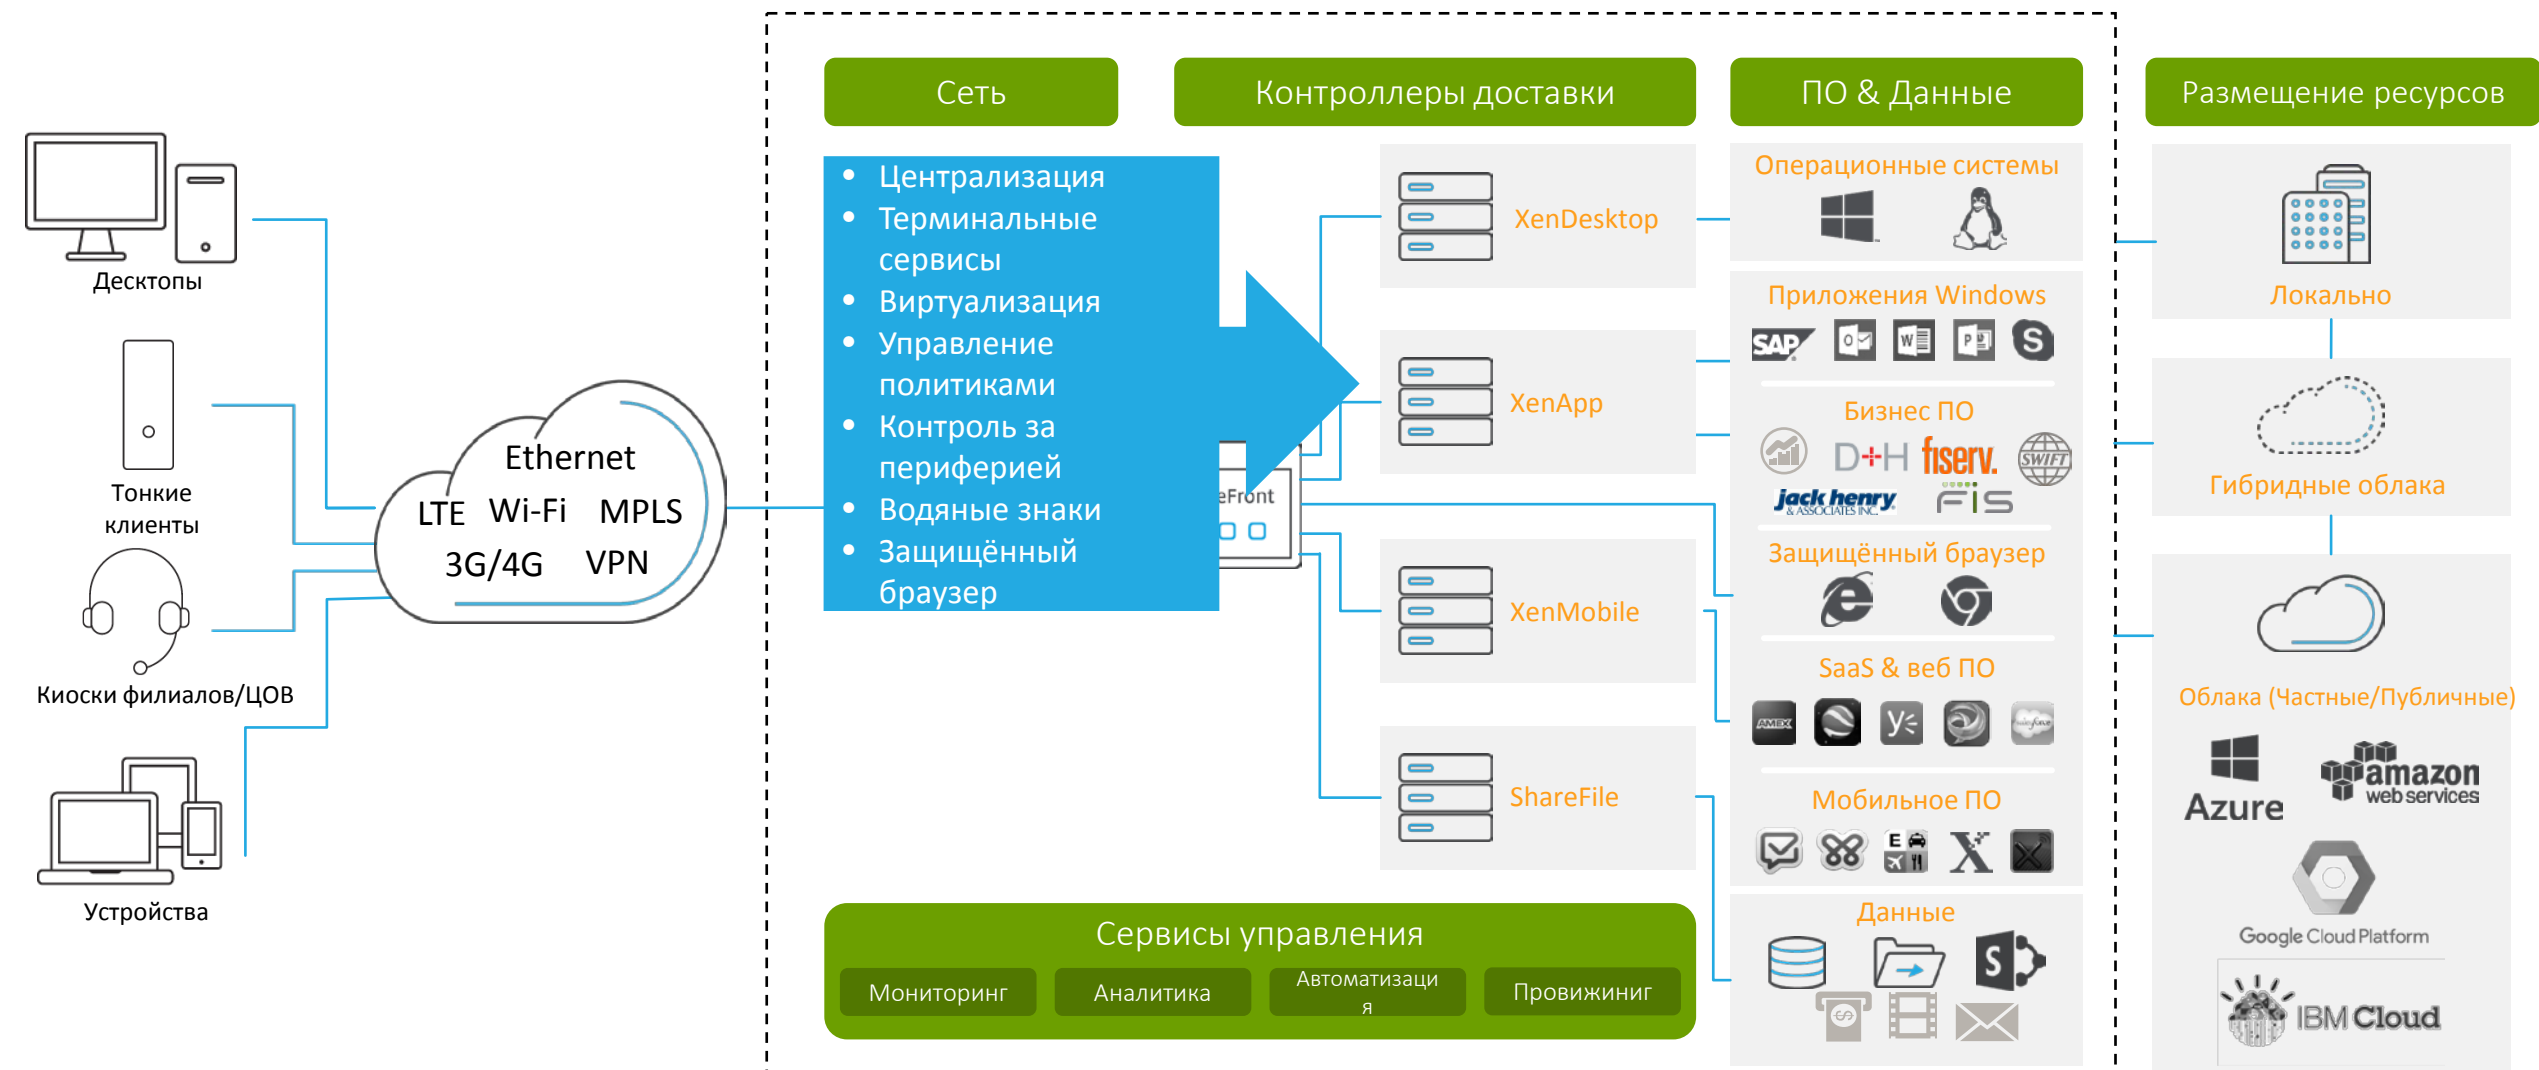 Сеть
Контроллеры доставки
ПО & Данные
Размещение ресурсов
Десктопы
Тонкие
клиенты
Киоски филиалов/ЦОВ
Устройства
Ethernet
LTE Wi-Fi MPLS
3G/4G VPN
• Централизация
• Терминальные
сервисы
• Виртуализация
• Управление
политиками
• Контроль за
периферией
• Водяные знаки
• Защищённый
браузер
eFront
XenDesktop
XenApp
XenMobile
ShareFile
Операционные системы
Приложения Windows
SAP
Бизнес ПО
D+H fiserv. SWIFT
jack henry
& ASSOCIATES INC.
FIS
Защищённый браузер
SaaS & веб ПО
AMEX
salesforce
Мобильное ПО
Данные
Локально
Гибридные облака
Облака (Частные/Публичные)
Azure
amazon
web services
Google Cloud Platform
IBM Cloud
Сервисы управления
Мониторинг
Аналитика
Автоматизаци
я
Провижиниг